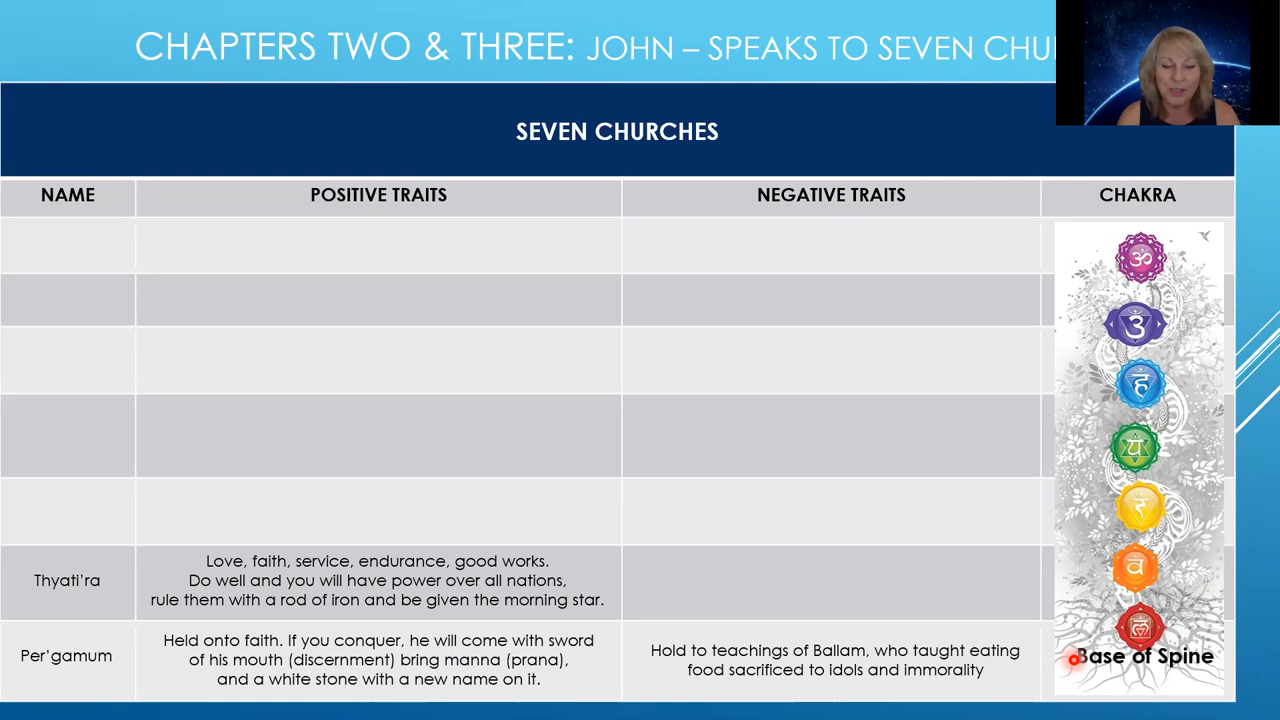 CHAPTERS TWO & THREE: JOHN – SPEAKS TO SEVEN
SEVEN CHURCHES
NAME POSITIVE TRAITS NEGATIVE TRAITS CHAKRA
ॐ
ह
य
र
व
Love, faith, service, endurance, good works.
Thyati’ra Do well and you will have power over all nations,
rule them with a rod of iron and be given the morning star.
ल
Held onto faith. If you conquer, he will come with sword
Per’gamum of his mouth (discernment) bring manna (prana),
and a white stone with a new name on it.
Hold to teachings of Ballam, who taught eating
food sacrificed to idols and immorality
Base of Spine